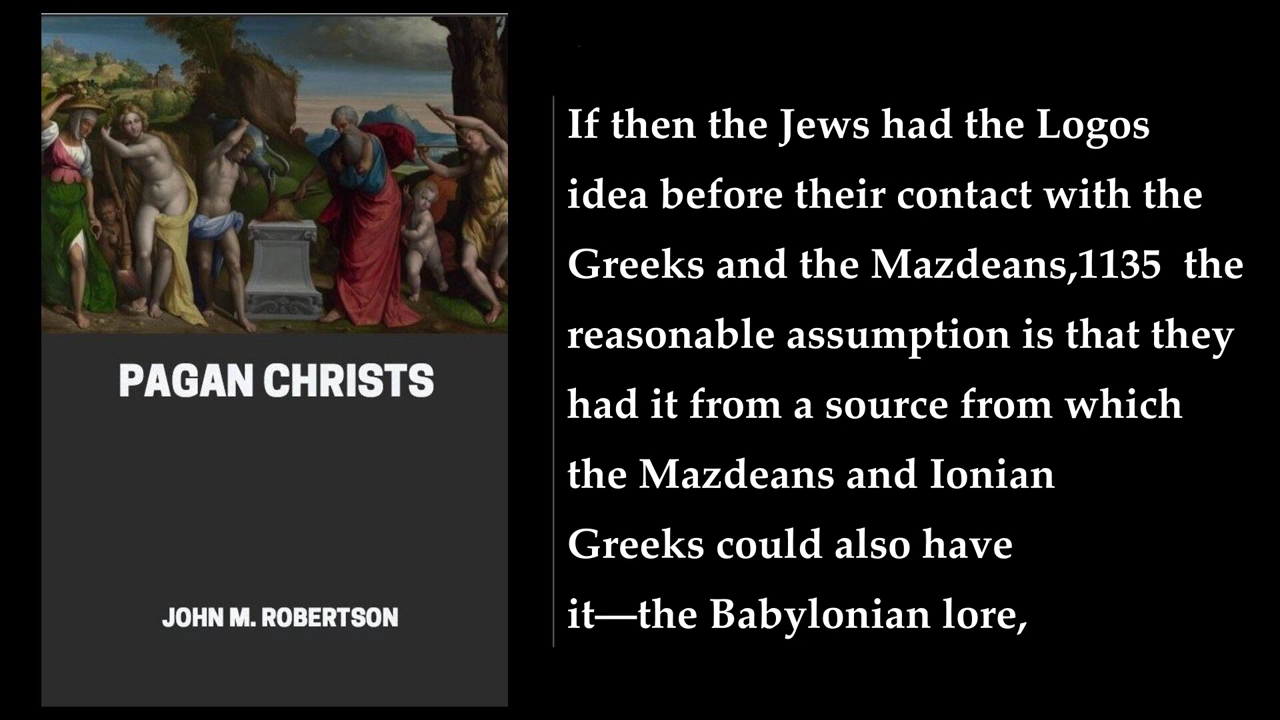 PAGAN CHRISTS
JOHN M. ROBERTSON
If then the Jews had the Logos
idea before their contact with the
Greeks and the Mazdeans,1135  the
reasonable assumption is that they
had it from a source from which
the Mazdeans and Ionian
Greeks could also have
it—the Babylonian lore,